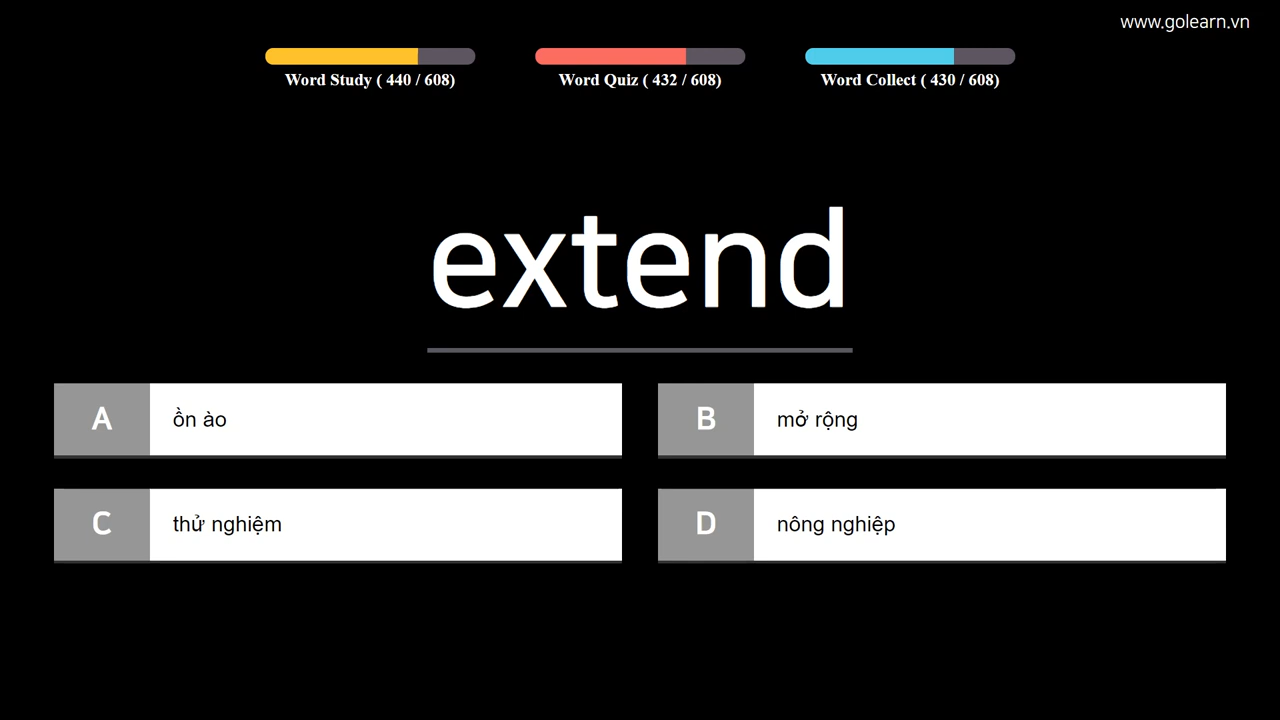 www.golearn.vn
Word Study ( 440 / 608)
Word Quiz ( 432 / 608)
Word Collect ( 430 / 608)
extend
A ồn ào
B mở rộng
C thử nghiệm
D nông nghiệp